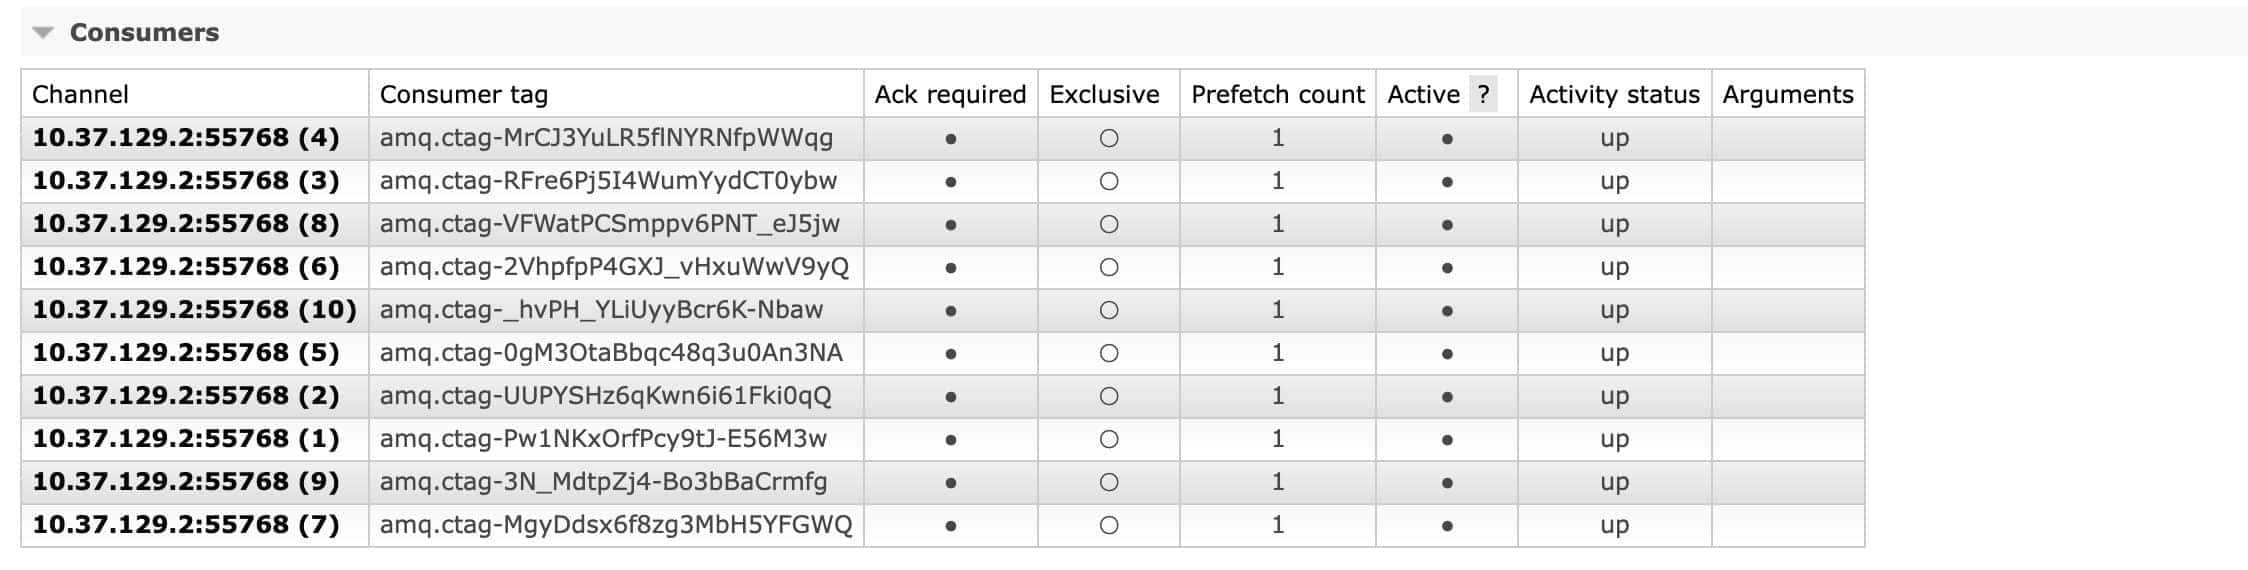 Consumers
Channel Consumer tag Ack required Exclusive Prefetch count Active ? Activity status Arguments
10.37.129.2:55768 (4) amq.ctag-MrCJ3YuLR5flNYRNfpWWqg ● ○ 1 ● up
10.37.129.2:55768 (3) amq.ctag-RFre6Pj5I4WumYydCT0ybw ● ○ 1 ● up
10.37.129.2:55768 (8) amq.ctag-VFWatPCSmppv6PNT_eJ5jw ● ○ 1 ● up
10.37.129.2:55768 (6) amq.ctag-2VhpfpP4GXJ_vHxuWwV9yQ ● ○ 1 ● up
10.37.129.2:55768 (10) amq.ctag-_hvPH_YLiUyyBcr6K-Nbaw ● ○ 1 ● up
10.37.129.2:55768 (5) amq.ctag-0gM3OtaBbqc48q3u0An3NA ● ○ 1 ● up
10.37.129.2:55768 (2) amq.ctag-UUPYSHz6qKwn6i61Fki0qQ ● ○ 1 ● up
10.37.129.2:55768 (1) amq.ctag-Pw1NKxOrfPcy9tJ-E56M3w ● ○ 1 ● up
10.37.129.2:55768 (9) amq.ctag-3N_MdtpZj4-Bo3bBaCrmfg ● ○ 1 ● up
10.37.129.2:55768 (7) amq.ctag-MgyDdsx6f8zg3MbH5YFGWQ ● ○ 1 ● up